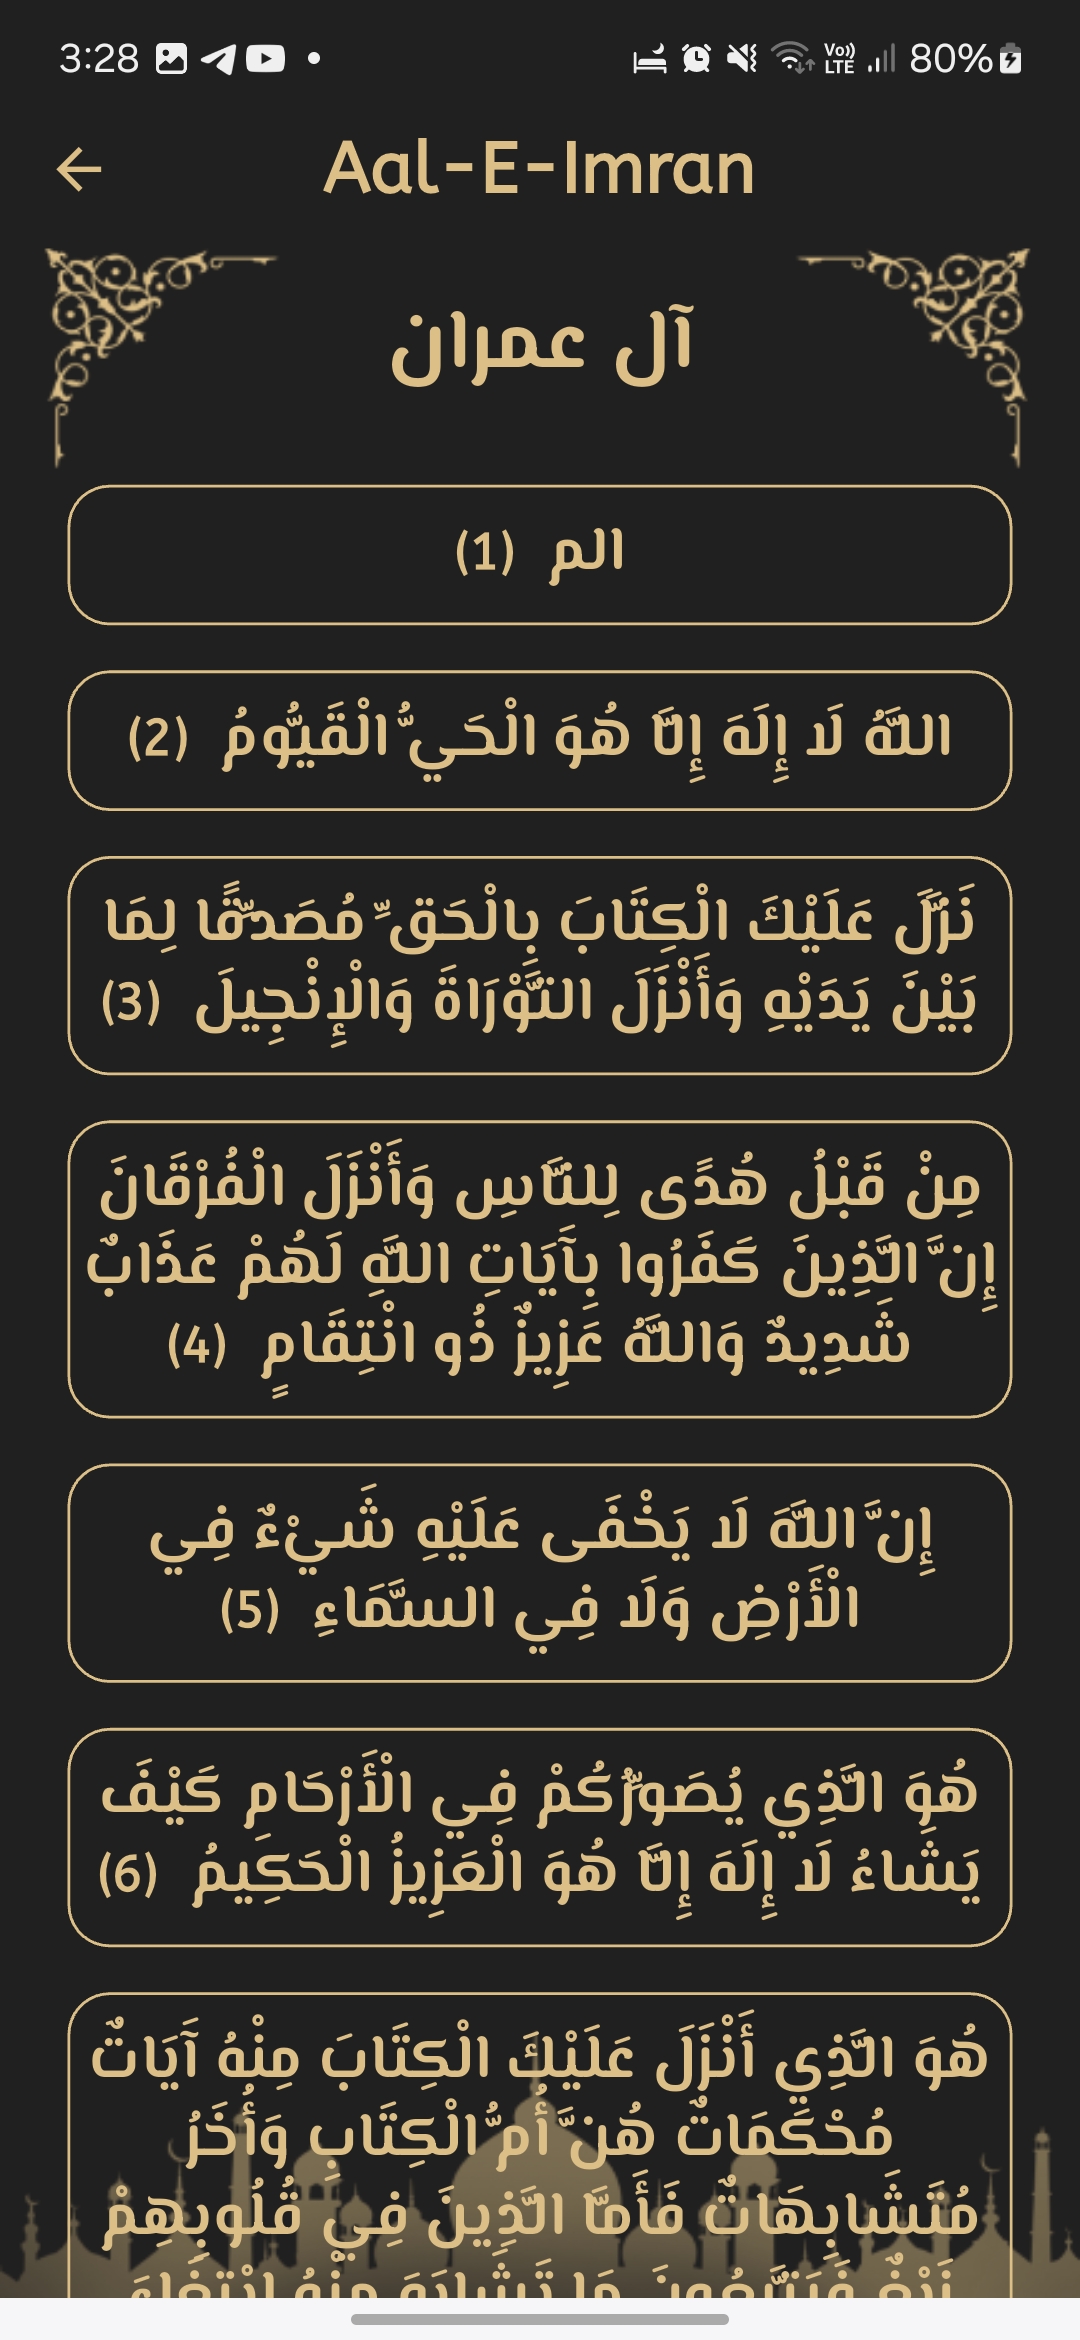 3:28
Vo)) LTE
80%
Aal-E-Imran
آل عمران
الم (1)
اللَّهُ لَا إِلَهَ إِلَّا هُوَ الْحَيُّ الْقَيُّومُ (2)
نَزَّلَ عَلَيْكَ الْكِتَابَ بِالْحَقِّ مُصَدِّقًا لِمَا
بَيْنَ يَدَيْهِ وَأَنْزَلَ التَّوْرَاةَ وَالْإِنْجِيلَ (3)
مِنْ قَبْلُ هُدًى لِلنَّاسِ وَأَنْزَلَ الْفُرْقَانَ
إِنَّ الَّذِينَ كَفَرُوا بِآيَاتِ اللَّهِ لَهُمْ عَذَابٌ
شَدِيدٌ وَاللَّهُ عَزِيزٌ ذُو انْتِقَامٍ (4)
إِنَّ اللَّهَ لَا يَخْفَى عَلَيْهِ شَيْءٌ فِي
الْأَرْضِ وَلَا فِي السَّمَاءِ (5)
هُوَ الَّذِي يُصَوِّرُكُمْ فِي الْأَرْحَامِ كَيْفَ
يَشَاءُ لَا إِلَهَ إِلَّا هُوَ الْعَزِيزُ الْحَكِيمُ (6)
هُوَ الَّذِي أَنْزَلَ عَلَيْكَ الْكِتَابَ مِنْهُ آيَاتٌ
مُحْكَمَاتٌ هُنَّ أُمُّ الْكِتَابِ وَأُخَرُ
مُتَشَابِهَاتٌ فَأَمَّا الَّذِينَ فِي قُلُوبِهِمْ